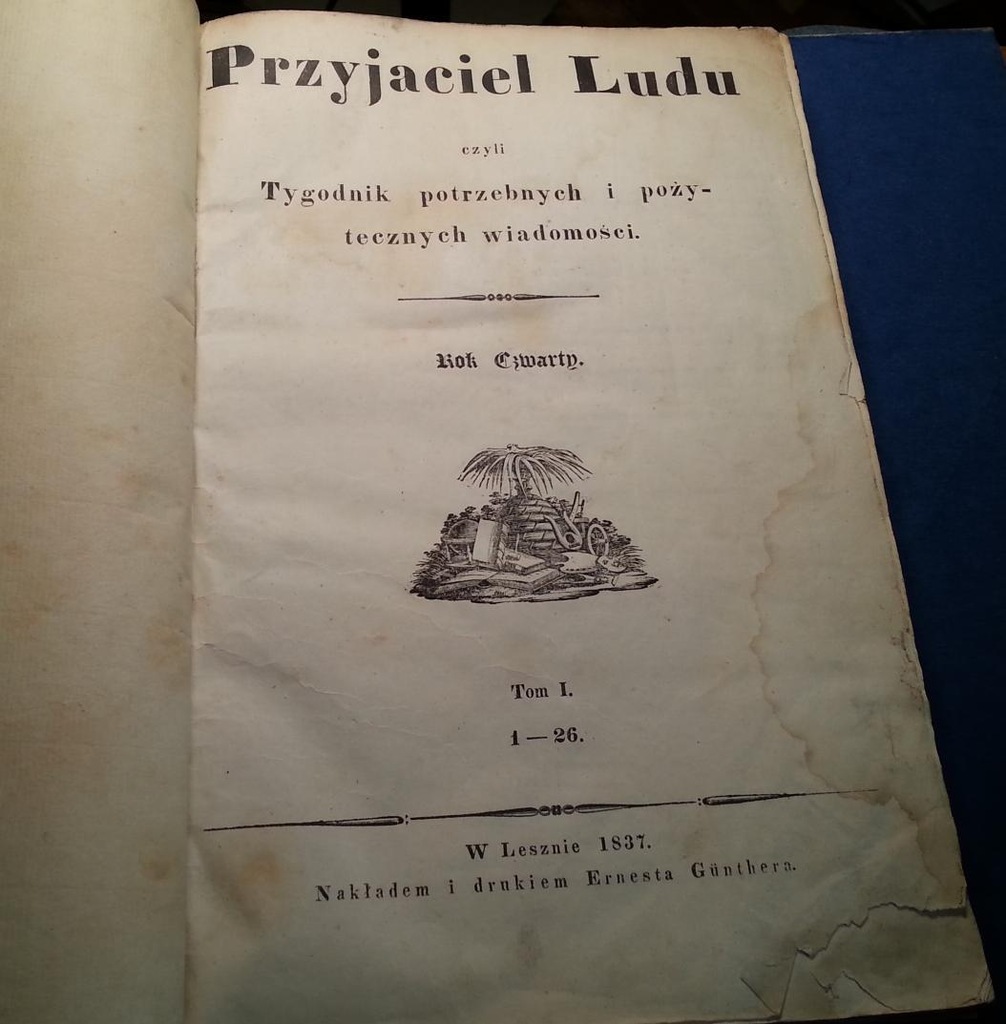 Przyjaciel Ludu
czyli
Tygodnik potrzebnych i poży-
tecznych wiadomości.
Rok Czwarty.
Tom I.
1 — 26.
W Lesznie 1837.
Nakładem i drukiem Ernesta Günthera.